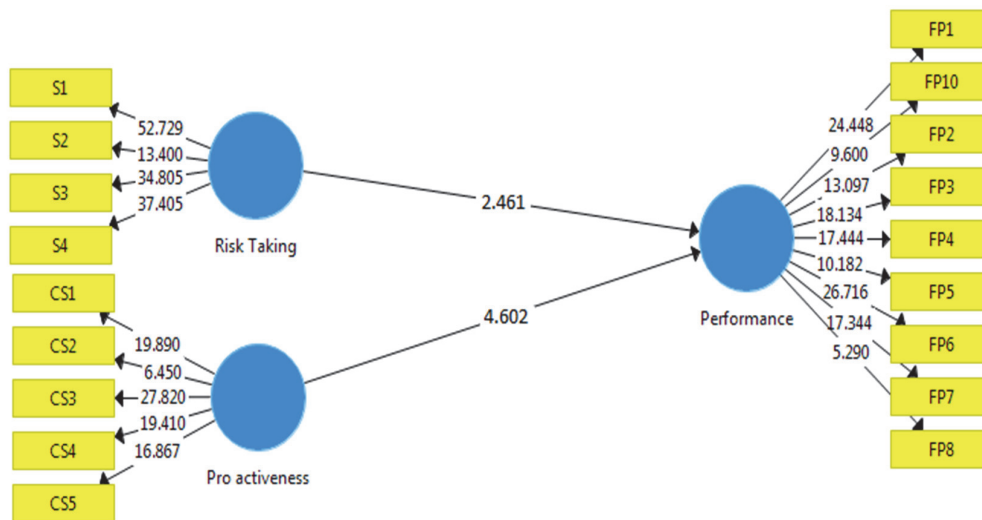 S1
S2
S3
S4
52.729
13.400
34.805
37.405
Risk Taking
CS1
CS2
CS3
CS4
CS5
19.890
6.450
27.820
19.410
16.867
Pro activeness
2.461
4.602
Performance
24.448
9.600
13.097
18.134
17.444
10.182
26.716
17.344
5.290
FP1
FP10
FP2
FP3
FP4
FP5
FP6
FP7
FP8